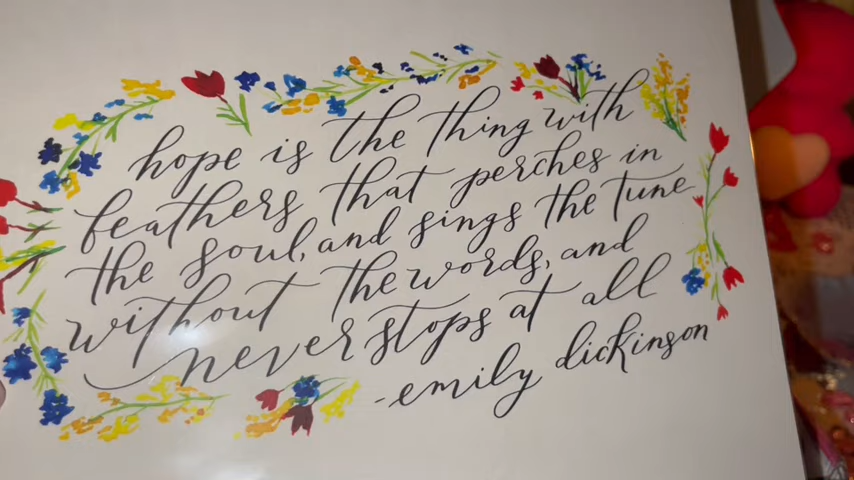 hope is the thing with
feathers that perches in
the soul, and sings the tune
without the words, and
never stops at all
-emily dickinson